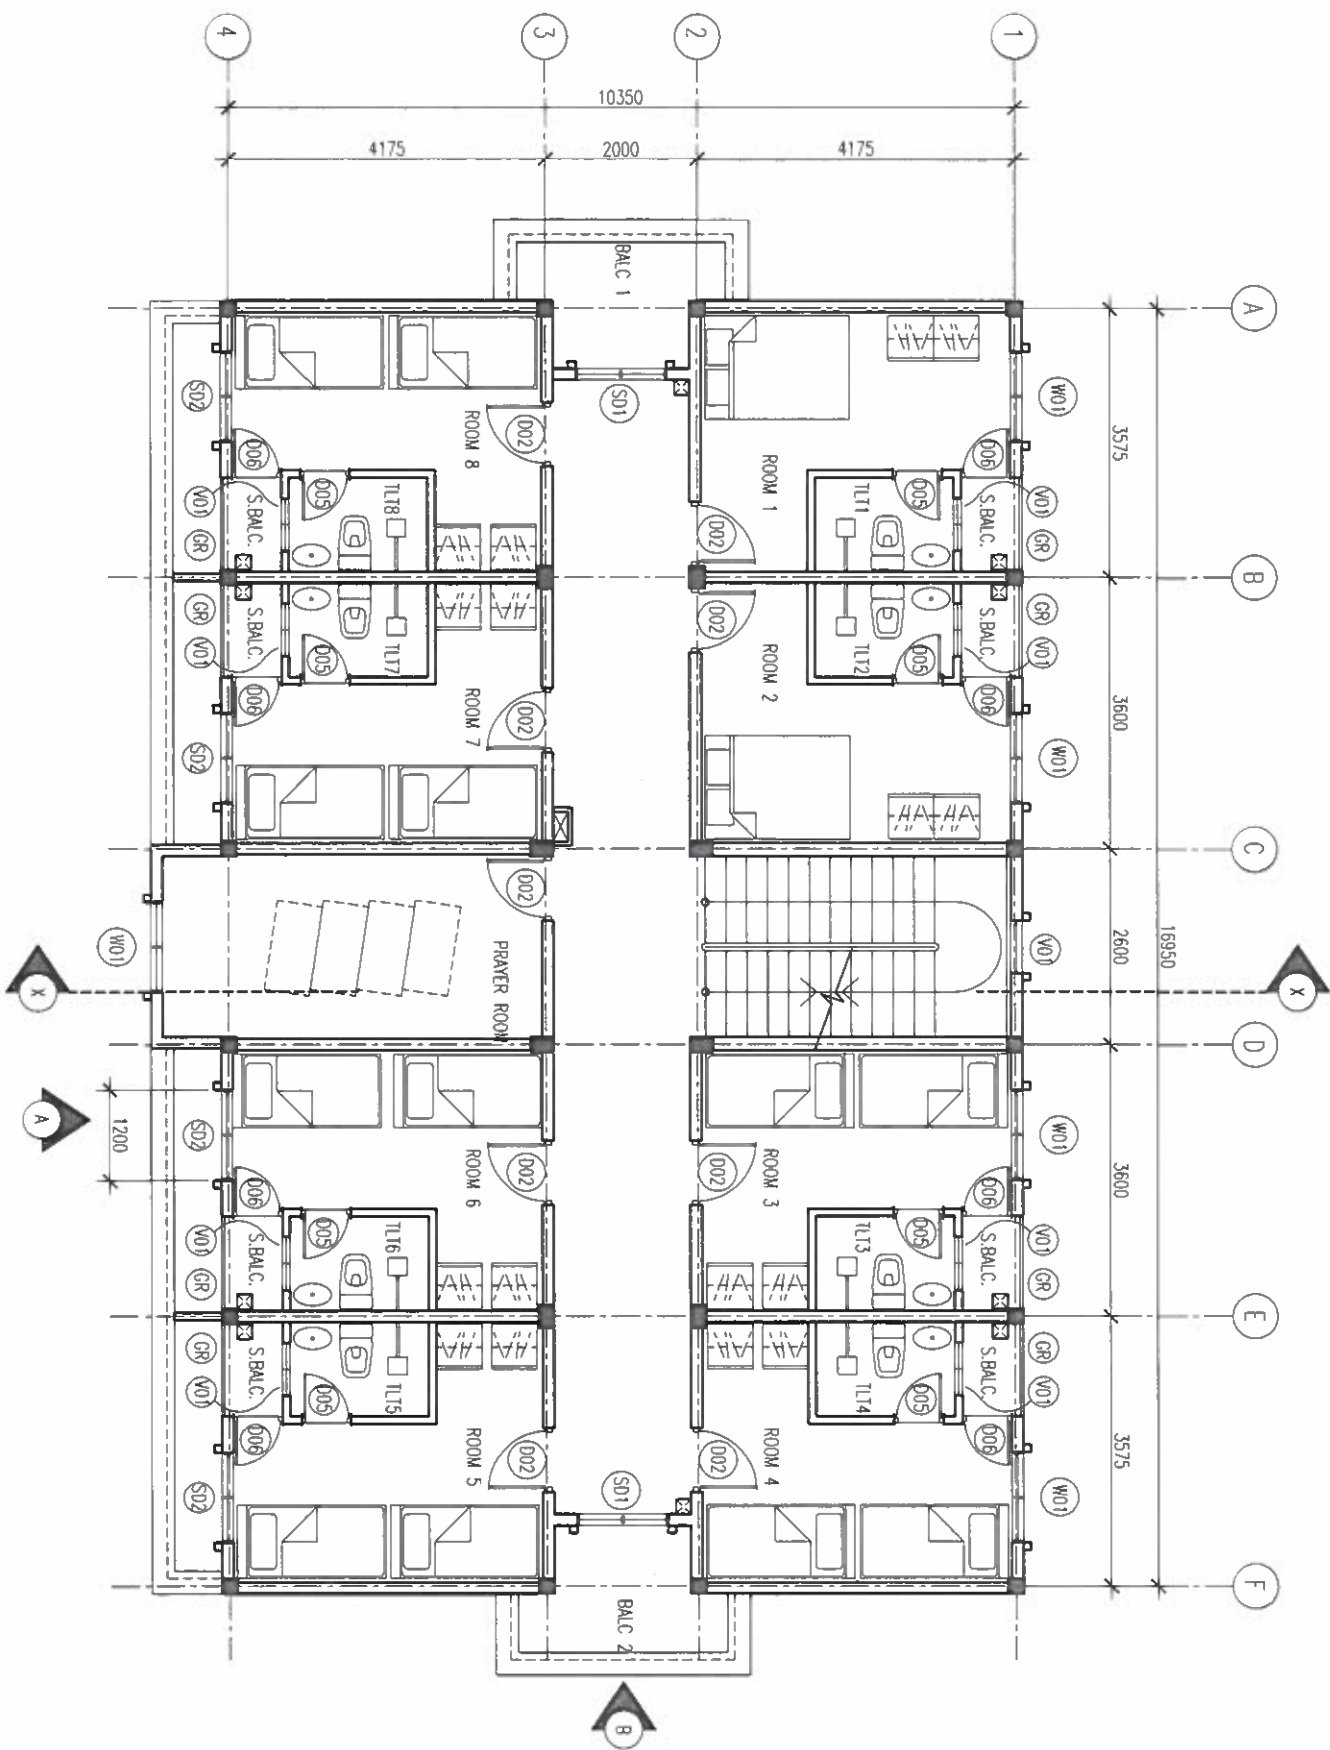 X
A
B
C
D
E
F
16950
3575
3600
2600
3600
3575
W01
V01
GR
GR
V01
W01
V01
W01
V01
GR
GR
V01
W01
1
D06
S.BALC.
S.BALC.
D06
D06
S.BALC.
S.BALC.
D06
D05
D05
D05
D05
TLT1
TLT2
TLT3
TLT4
4175
ROOM 1
ROOM 2
ROOM 3
ROOM 4
D02
D02
D02
D02
2
10350
2000
BALC 1
SD1
SD1
BALC 2
B
3
D02
D02
D02
D02
D02
PRAYER ROOM
ROOM 8
ROOM 7
ROOM 6
ROOM 5
4175
TLT8
TLT7
TLT6
TLT5
D05
D05
D05
D05
D06
S.BALC.
S.BALC.
D06
D06
S.BALC.
S.BALC.
D06
4
SD2
V01
GR
GR
V01
SD2
SD2
V01
GR
GR
V01
SD2
W01
1200
X
A